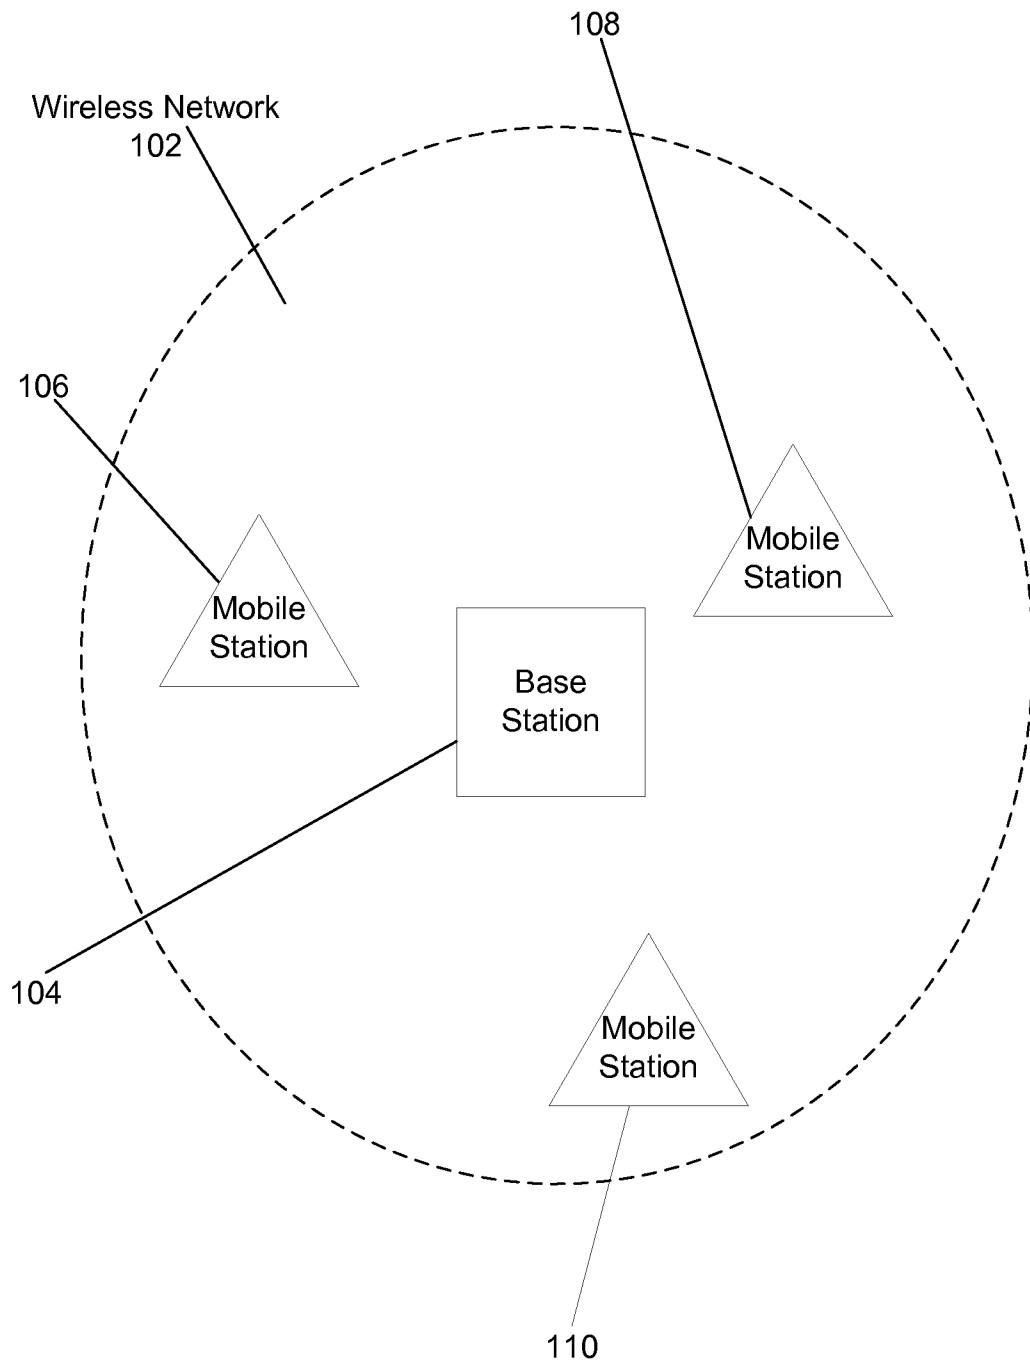 108
Wireless Network
102
106
Mobile
Station
Mobile
Station
Base
Station
104
Mobile
Station
110